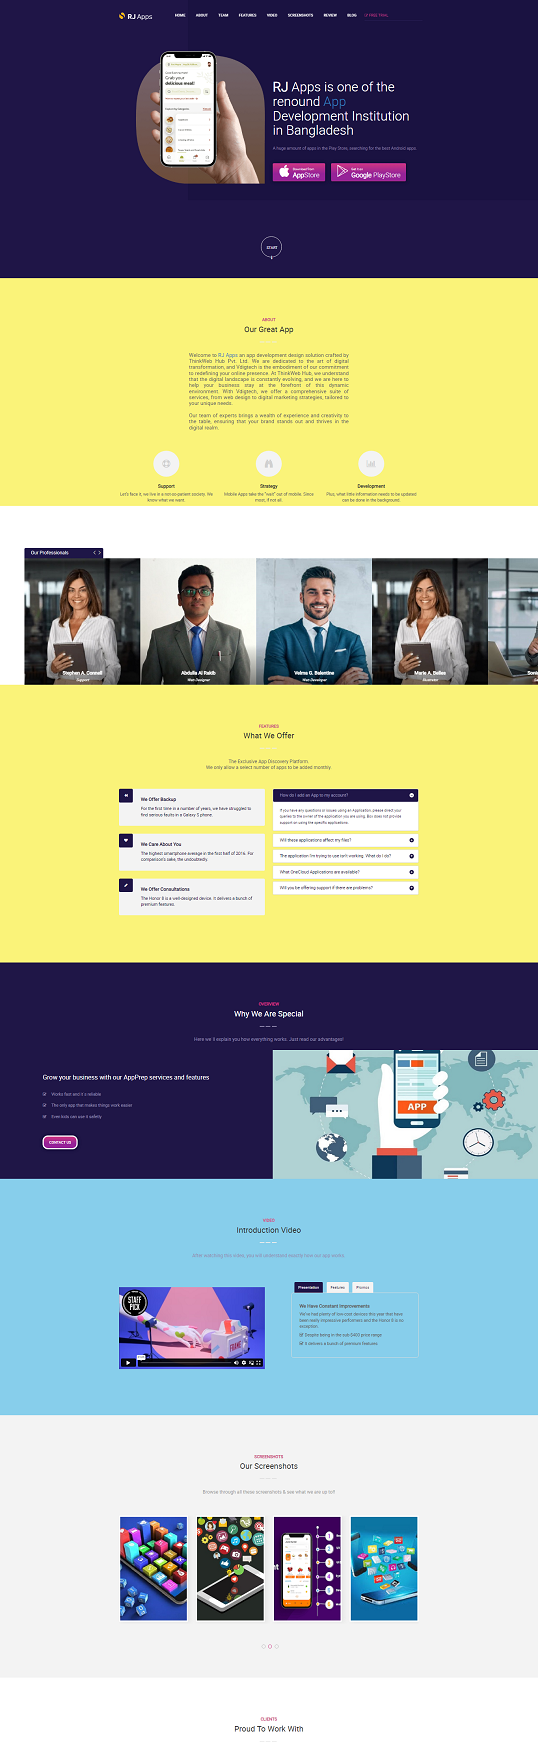 RJ Apps
HOME ABOUT TEAM FEATURES VIDEO SCREENSHOTS REVIEW BLOG FREE TRIAL
Grab your
delicious meal!
RJ Apps is one of the
renound App
Development Institution
in Bangladesh
A huge amount of apps in the Play Store, searching for the best Android apps
Download from
AppStore
Get it on
Google PlayStore
START
ABOUT
Our Great App
Welcome to RJ Apps an app development design solution crafted by
ThinkWeb Hub Pvt. Ltd. We are dedicated to the art of digital
transformation, and Vdigtech is the embodiment of our commitment
to redefining your online presence. At ThinkWeb Hub, we understand
that the digital landscape is constantly evolving, and we are here to
help your business stay at the forefront of this dynamic
environment. With Vdigtech, we offer a comprehensive suite of
services, from web design to digital marketing strategies, tailored to
your unique needs.
Our team of experts brings a wealth of experience and creativity to
the table, ensuring that your brand stands out and thrives in the
digital realm.
Support
Let's face it, we live in a not-so-patient society. We
know what we want.
Strategy
Mobile Apps take the "wait" out of mobile. Since
most, if not all.
Development
Plus, what little information needs to be updated
can be done in the background.
Our Professionals
Stephen A. Connell
Support
Abdulla Al Rakib
Web Designer
Velma G. Balentine
Web Developer
Marie A. Bailes
Illustrator
FEATURES
What We Offer
The Exclusive App Discovery Platform.
We only allow a select number of apps to be added monthly.
We Offer Backup
For the first time in a number of years, we have struggled to
find serious faults in a Galaxy S phone.
We Care About You
The highest smartphone average in the first half of 2016. For
comparison's sake, the undoubtedly.
We Offer Consultations
The Honor 8 is a well-designed device. It delivers a bunch of
premium features.
How do I add an App to my account?
If you have any questions or issues using an Application, please direct your
queries to the owner of the application you are using. Box does not provide
support on using the specific applications.
Will these applications affect my files?
The application I'm trying to use isn't working. What do I do?
What OneCloud Applications are available?
Will you be offering support if there are problems?
OVERVIEW
Why We Are Special
Here we ll explain you how everything works. Just read our advantages!
Grow your business with our AppPrep services and features
Works fast and it s reliable
The only app that makes things work easier
Even kids can use it safely
CONTACT US
APP
VIDEO
Introduction Video
After watching this video, you will understand exactly how our app works
STAFF
PICK
FRAME
Presentation Features Promos
We Have Constant Improvements
We've had plenty of low-cost devices this year that have
been really impressive performers and the Honor 8 is no
exception.
Despite being in the sub-$400 price range
It delivers a bunch of premium features
SCREENSHOTS
Our Screenshots
Browse through all these screenshots & see what we are up to!!
1
2
3
4
5
CLIENTS
Proud To Work With